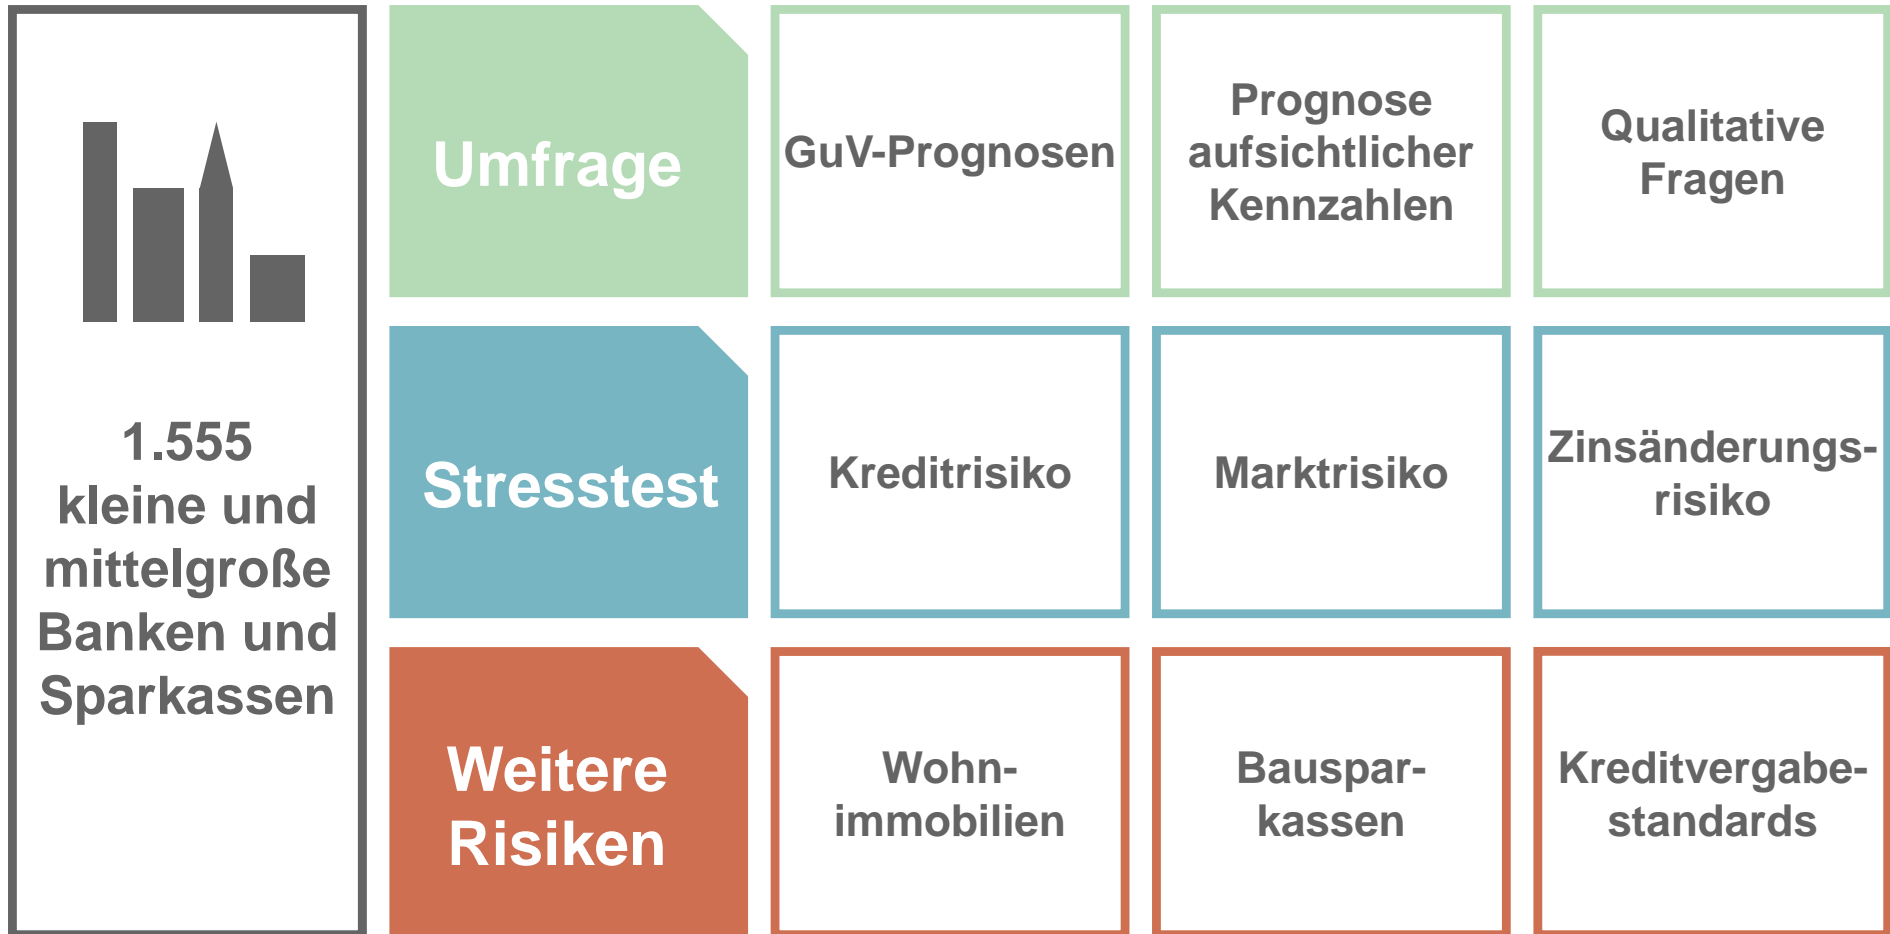 1.555
kleine und
mittelgroße
Banken und
Sparkassen
Umfrage
GuV-Prognosen
Prognose
aufsichtlicher
Kennzahlen
Qualitative
Fragen
Stresstest
Kreditrisiko
Marktrisiko
Zinsänderungs-
risiko
Weitere
Risiken
Wohn-
immobilien
Bauspar-
kassen
Kreditvergabe-
standards